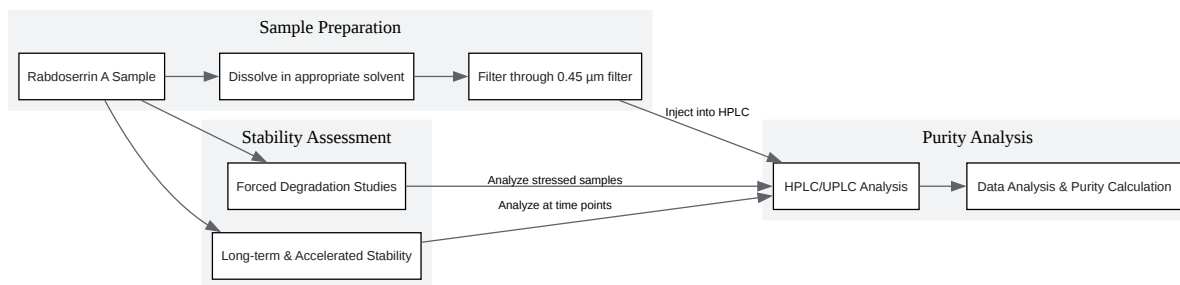 Sample Preparation
Rabdoserrin A Sample
Dissolve in appropriate solvent
Filter through 0.45 µm filter
Inject into HPLC
Stability Assessment
Purity Analysis
Forced Degradation Studies
Analyze stressed samples
HPLC/UPLC Analysis
Data Analysis & Purity Calculation
Analyze at time points
Long-term & Accelerated Stability